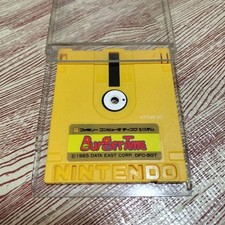 ファミリーコンピュータ ディスクシステム
BurgerTime
©1985 DATA EAST CORP. DFC-BGT
NINTENDO